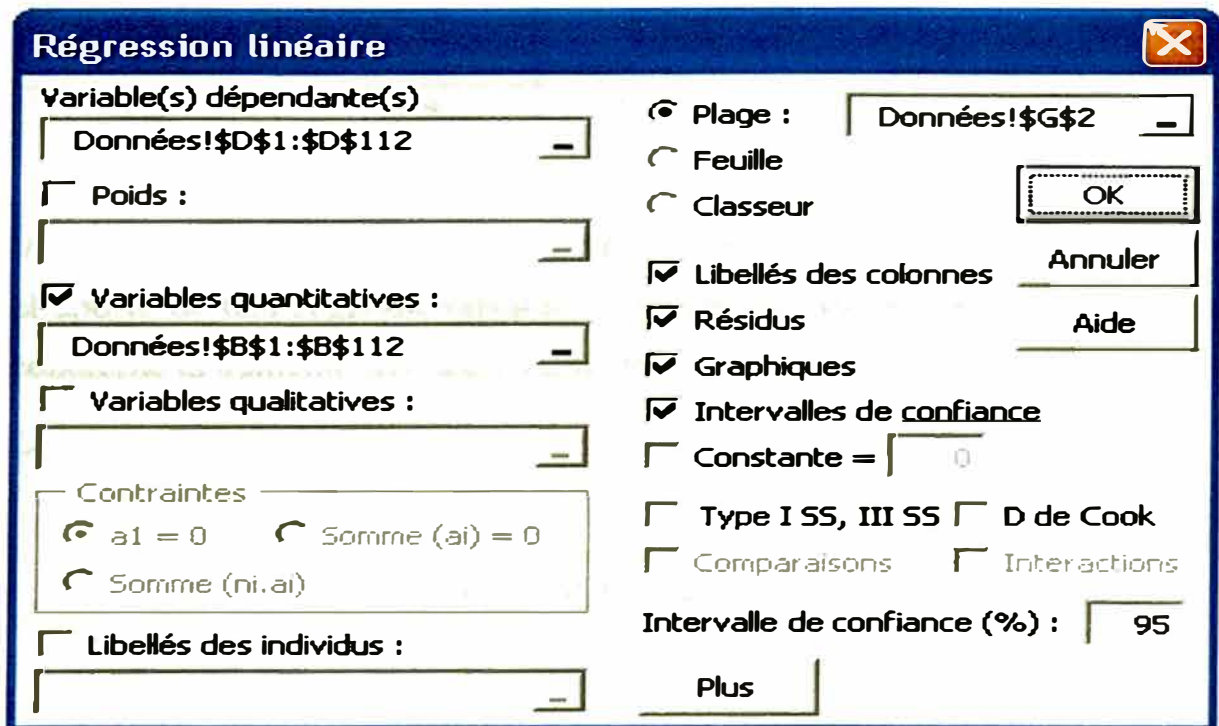 Régression linéaire
Variable(s) dépendante(s)
Données!$D$1:$D$112
Poids :
Variables quantitatives :
Données!$B$1:$B$112
Variables qualitatives :
Contraintes
a1 = 0 Somme (ai) = 0
Somme (ni.ai)
Libellés des individus :
Plage : Données!$G$2
Feuille
Classeur
OK
Annuler
Aide
Libellés des colonnes
Résidus
Graphiques
Intervalles de confiance
Constante = 0
Type I SS, III SS D de Cook
Comparaisons Interactions
Intervalle de confiance (%) : 95
Plus